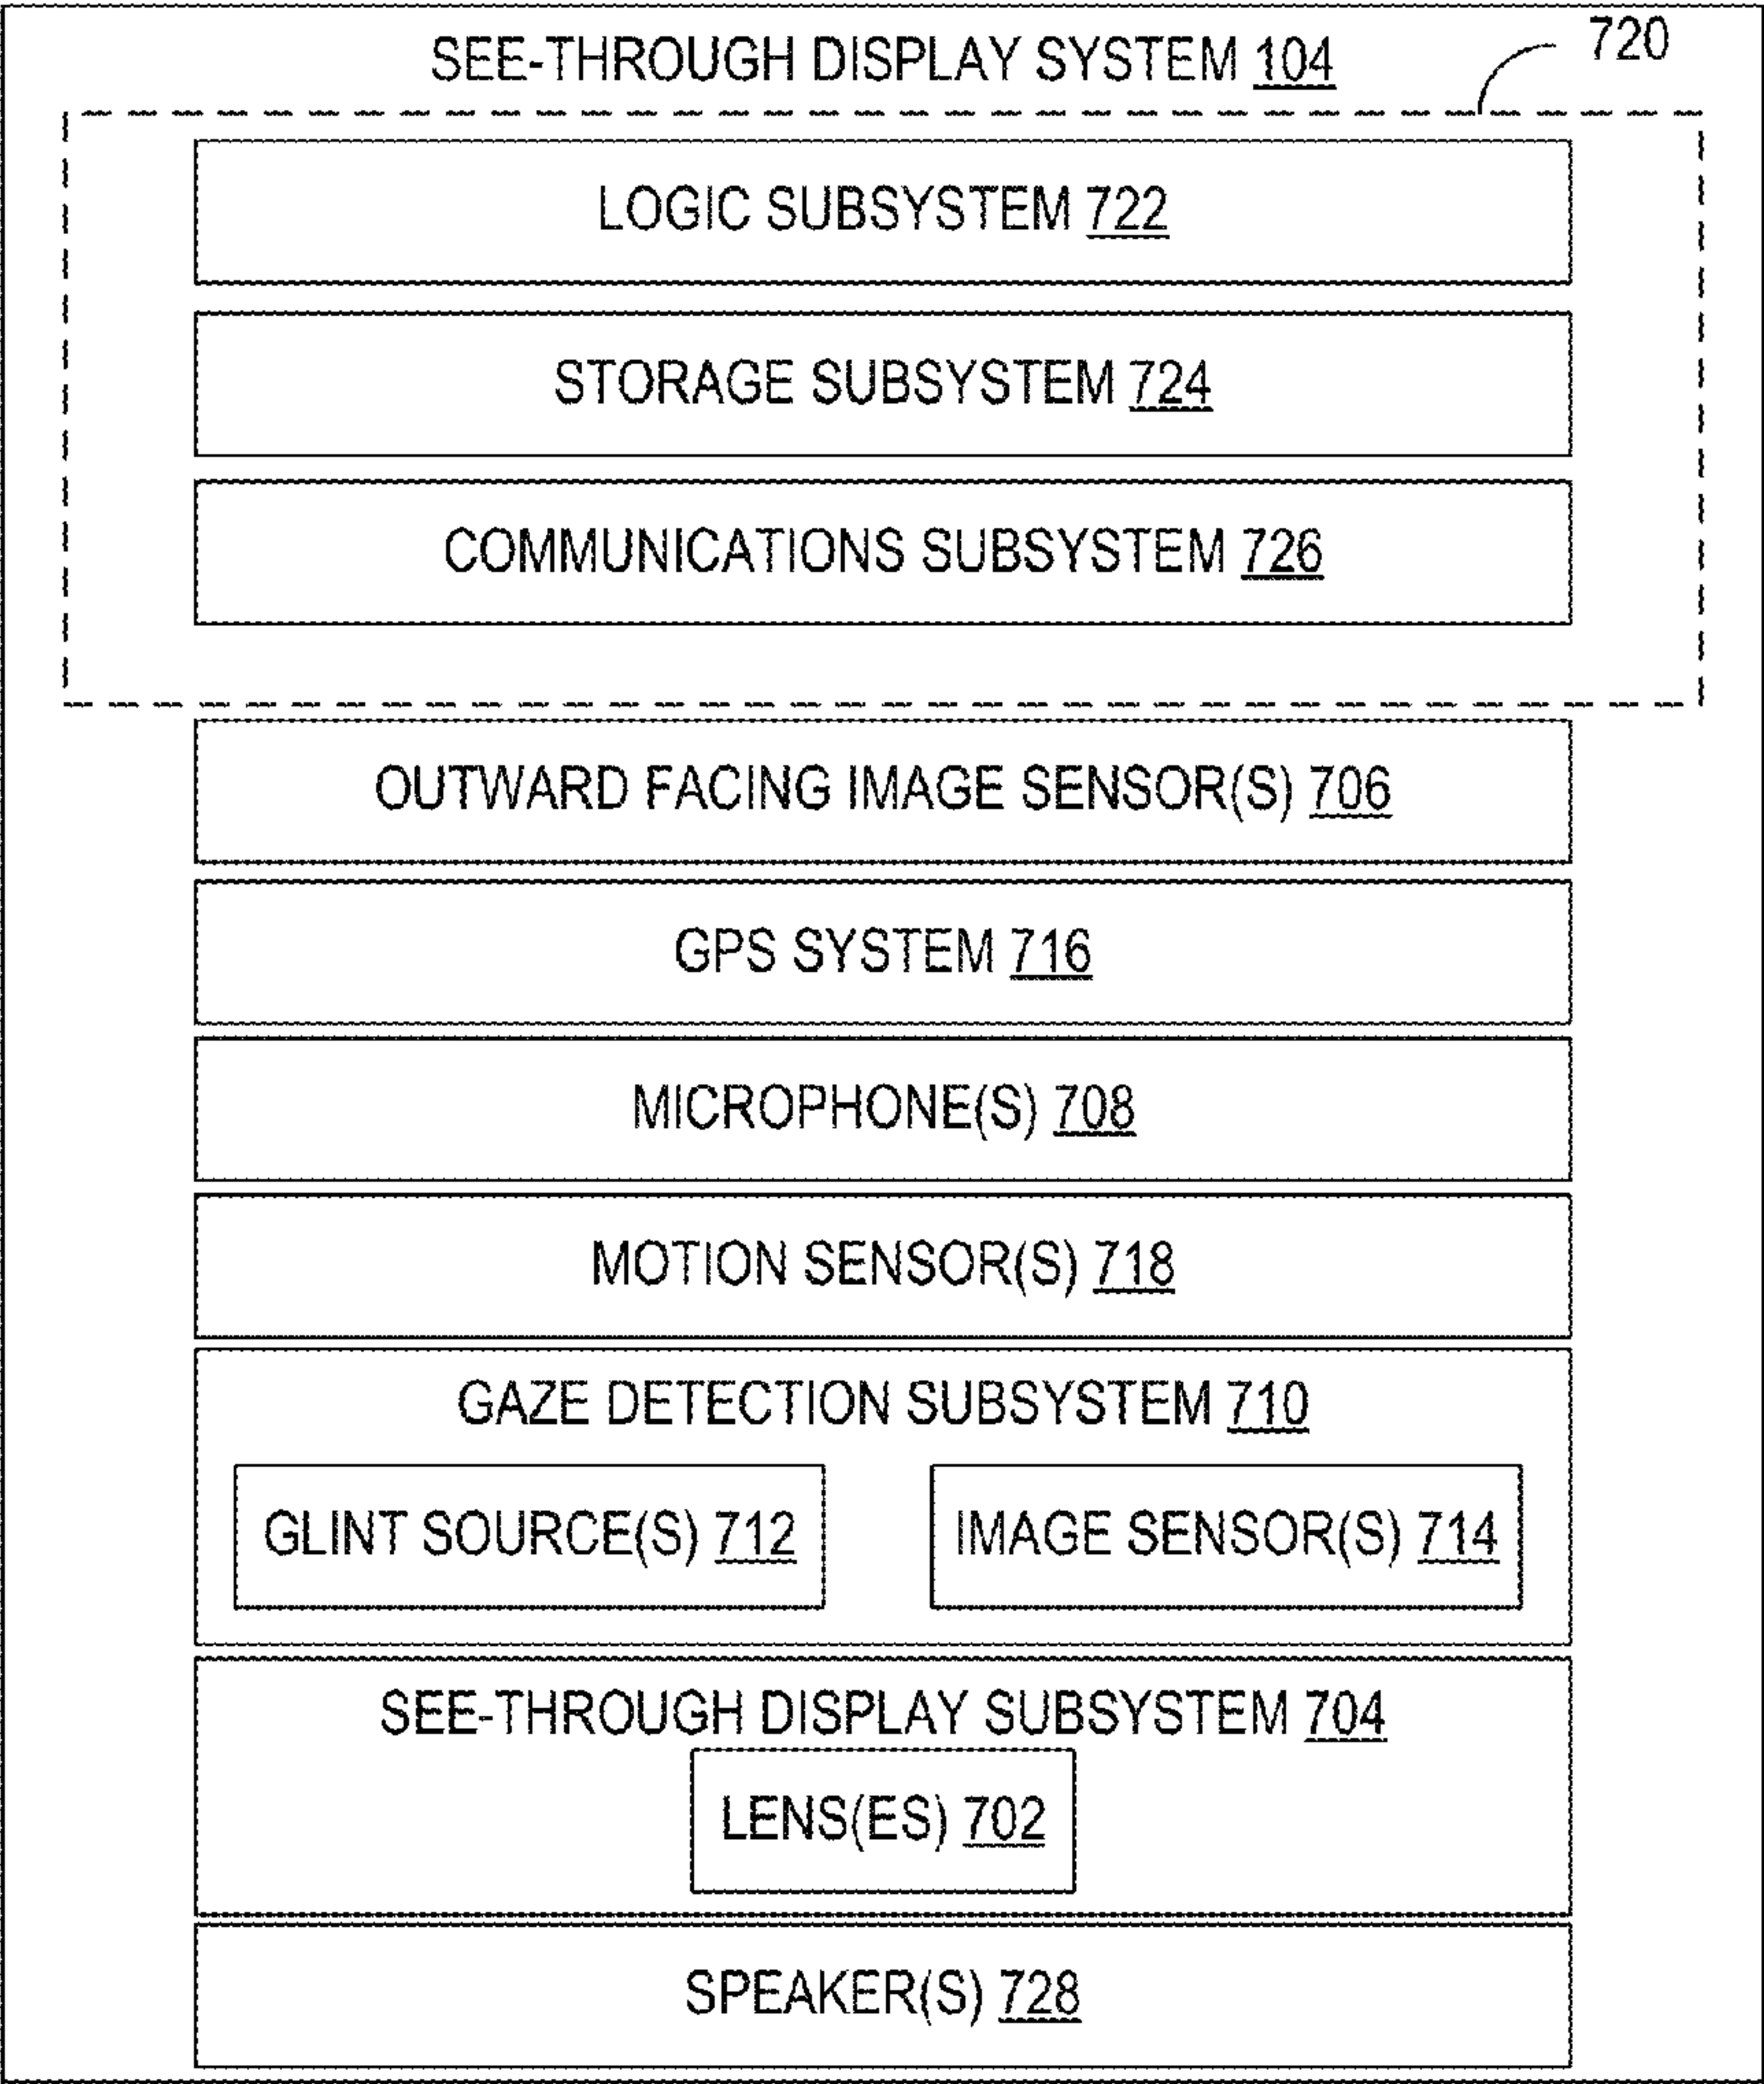 SEE-THROUGH DISPLAY SYSTEM 104
720
LOGIC SUBSYSTEM 722
STORAGE SUBSYSTEM 724
COMMUNICATIONS SUBSYSTEM 726
OUTWARD FACING IMAGE SENSOR(S) 706
GPS SYSTEM 716
MICROPHONE(S) 708
MOTION SENSOR(S) 718
GAZE DETECTION SUBSYSTEM 710
GLINT SOURCE(S) 712
IMAGE SENSOR(S) 714
SEE-THROUGH DISPLAY SUBSYSTEM 704
LENS(ES) 702
SPEAKER(S) 728